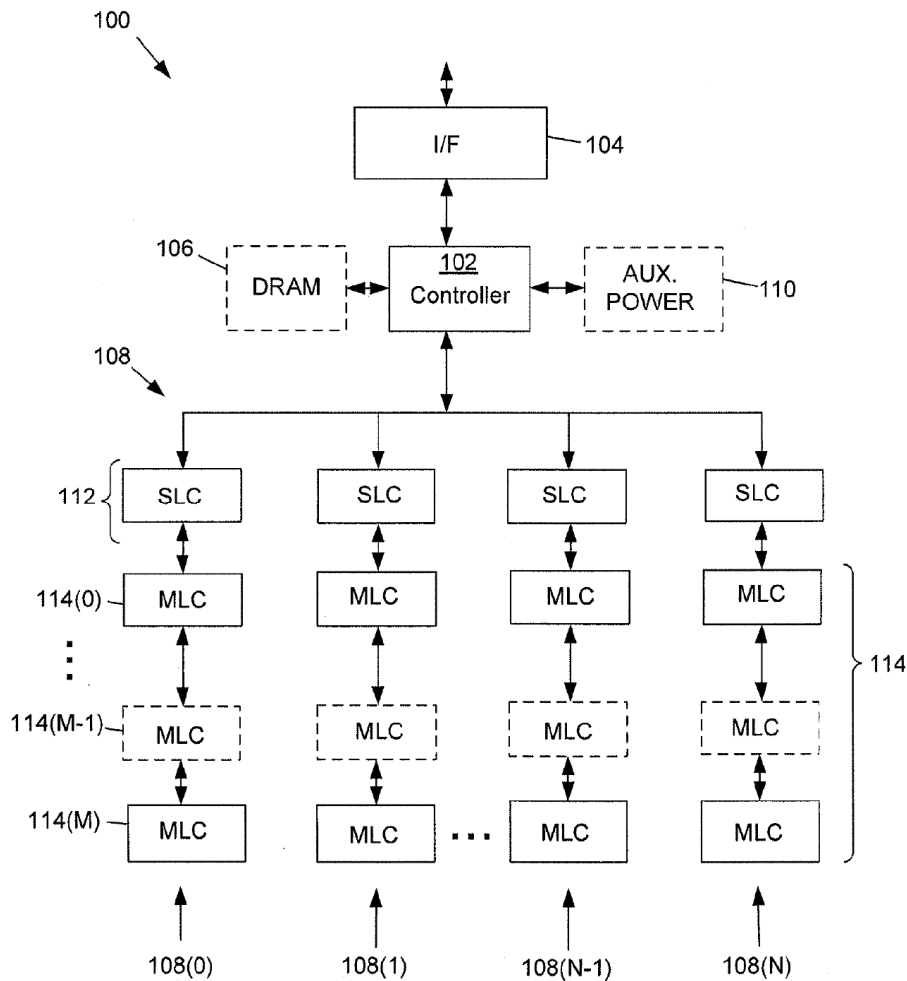 100
I/F
104
106
DRAM
102
Controller
AUX.
POWER
110
108
112
SLC
SLC
SLC
SLC
114(0)
MLC
MLC
MLC
MLC
114
114(M-1)
MLC
MLC
MLC
MLC
114(M)
MLC
MLC
...
MLC
MLC
108(0)
108(1)
108(N-1)
108(N)